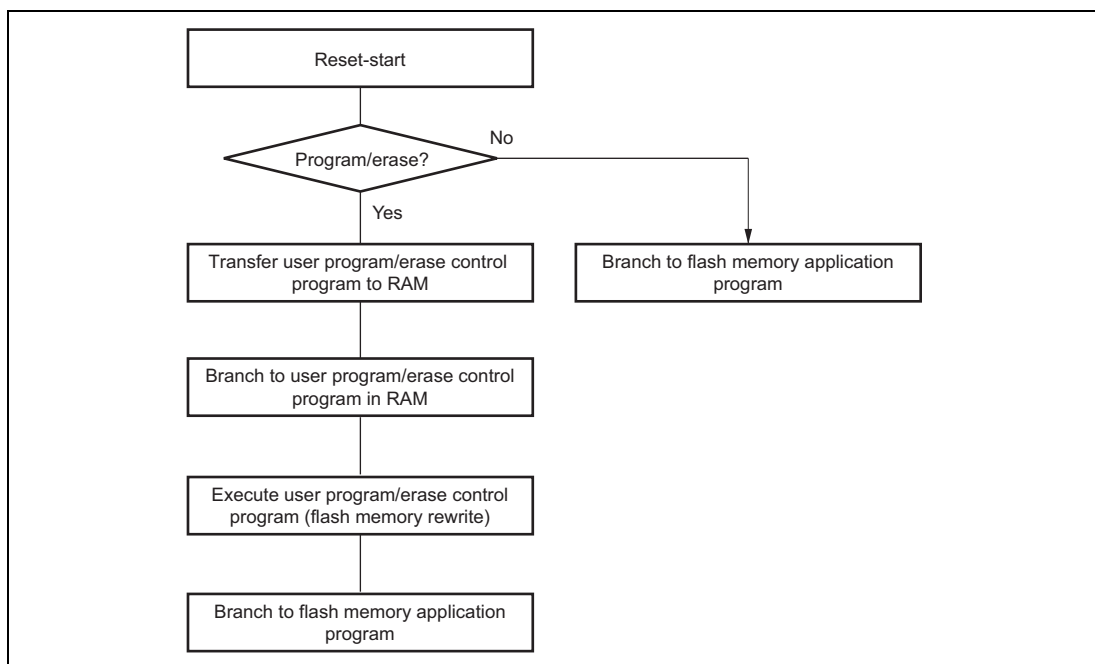 Reset-start
No
Program/erase?
Yes
Transfer user program/erase control
program to RAM
Branch to flash memory application
program
Branch to user program/erase control
program in RAM
Execute user program/erase control
program (flash memory rewrite)
Branch to flash memory application
program